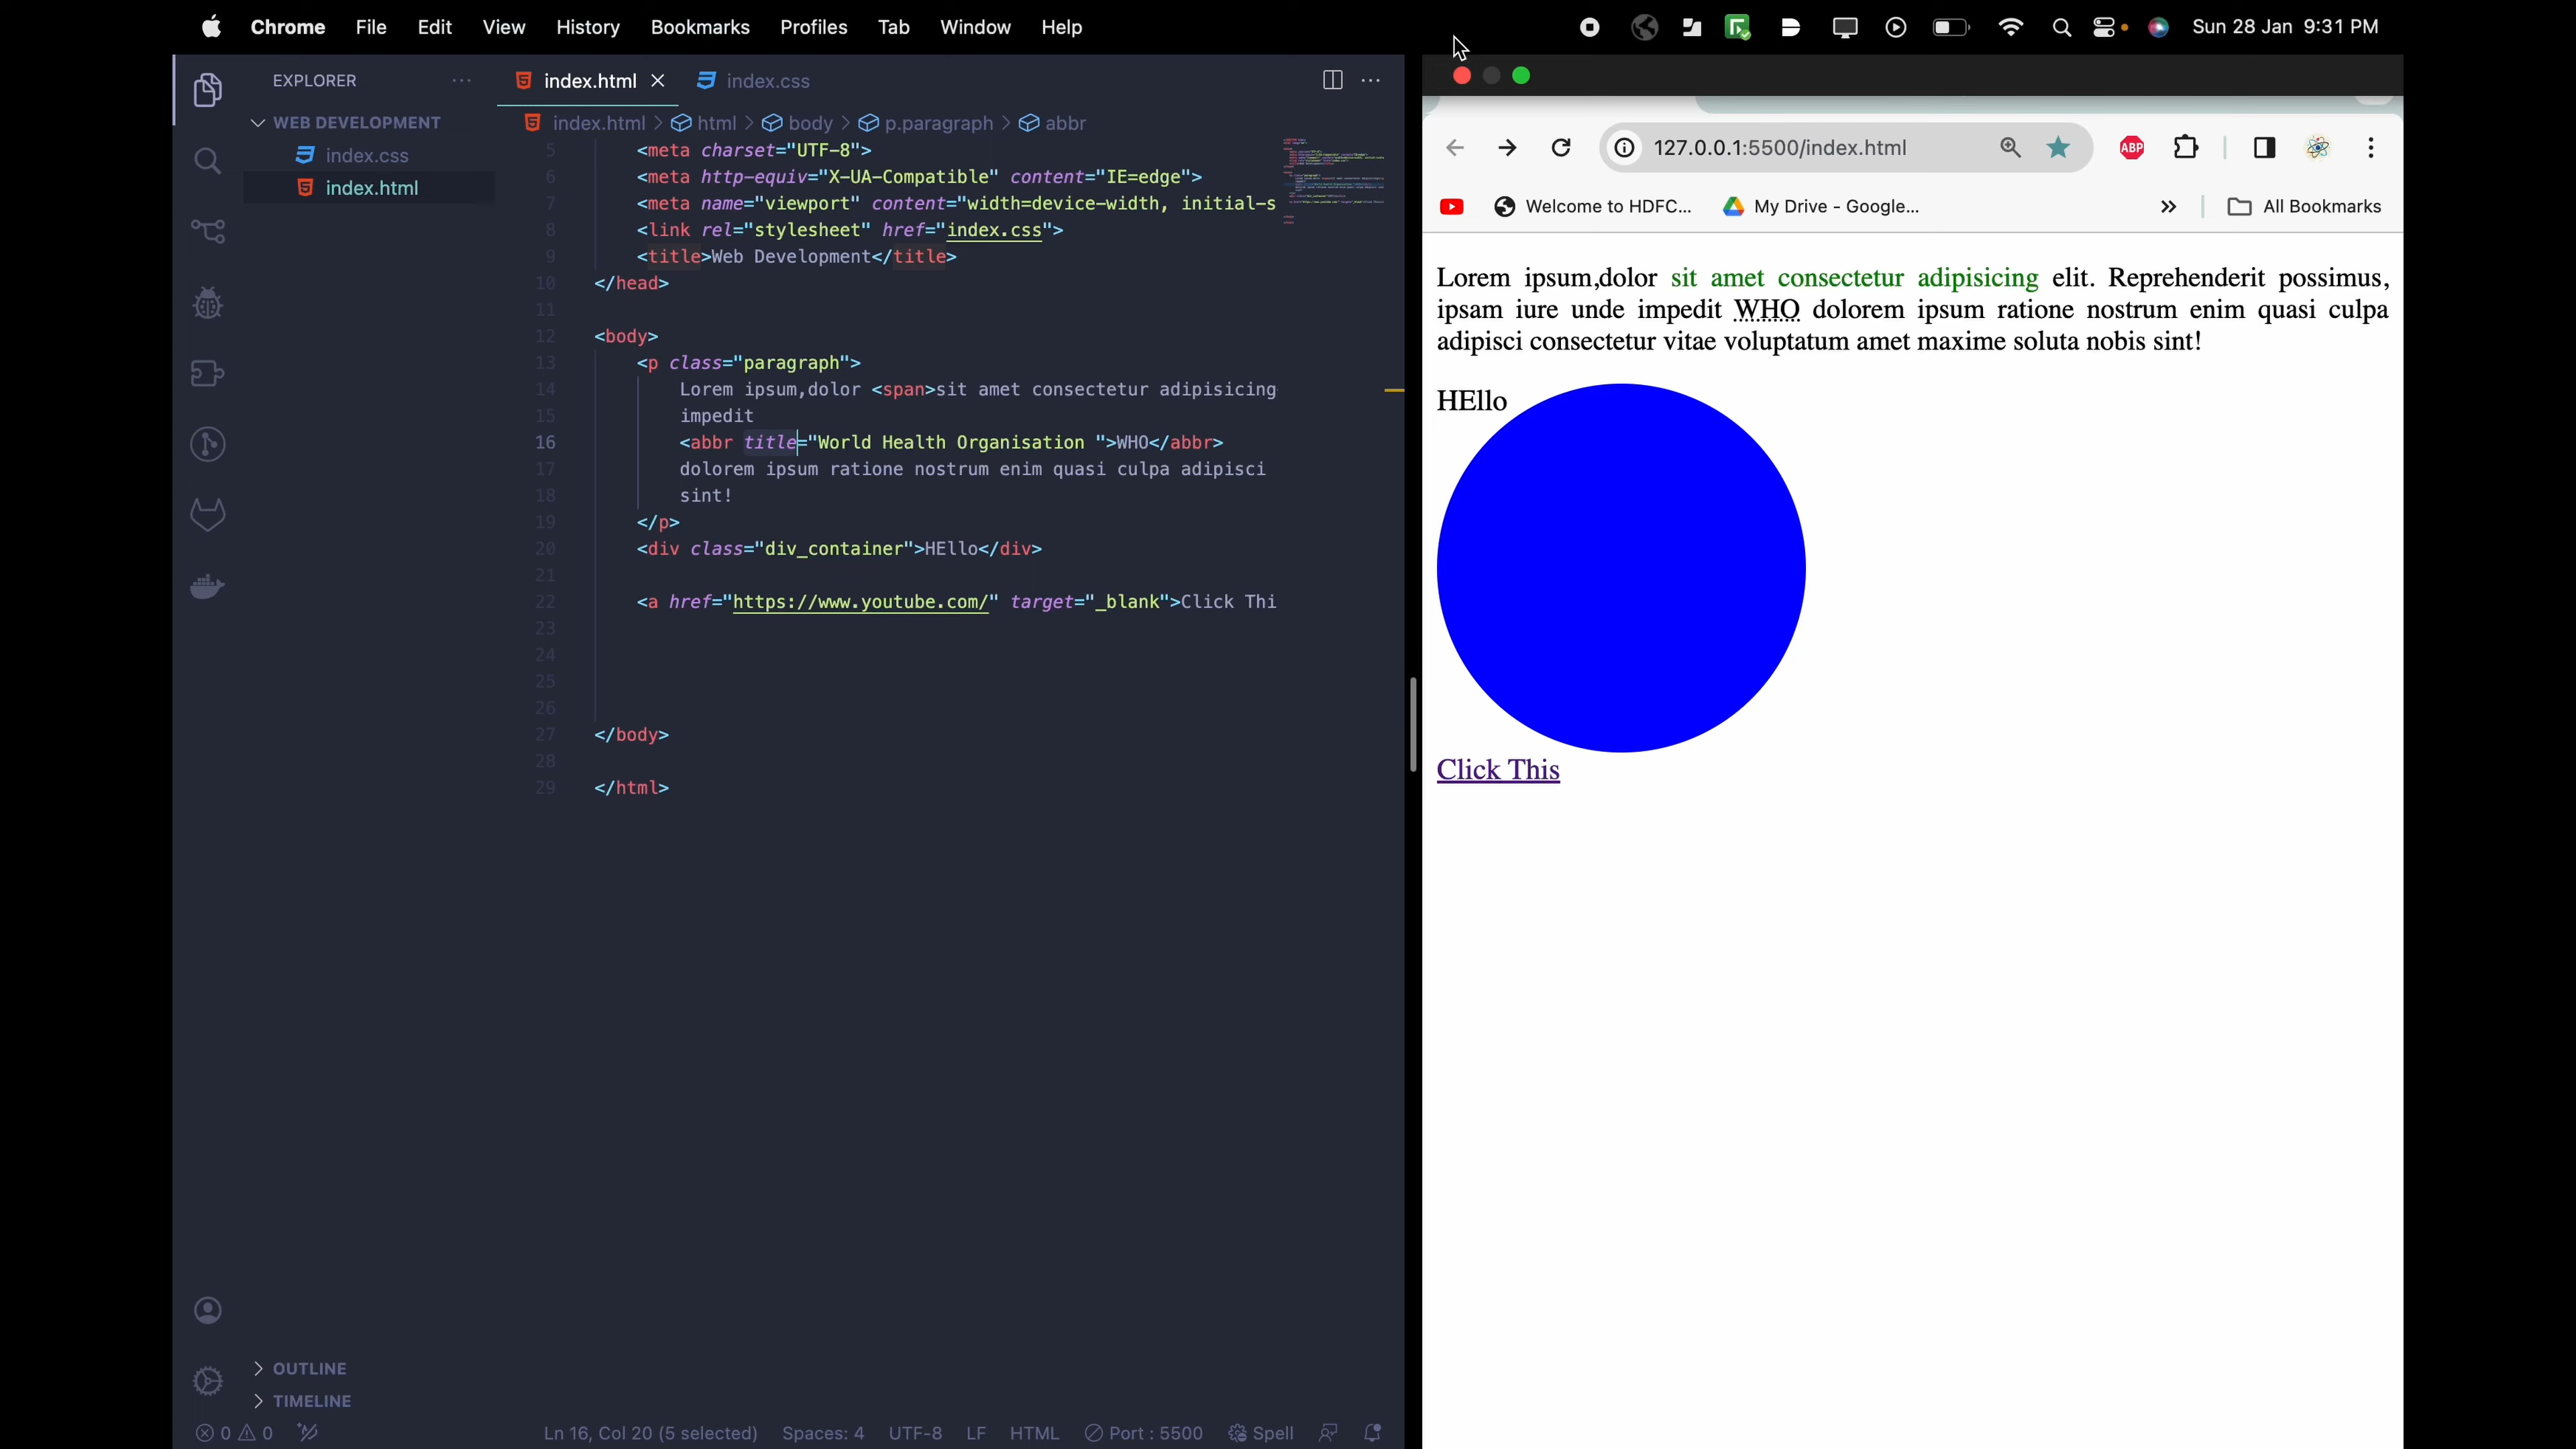 Chrome File Edit View History Bookmarks Profiles Tab Window Help
Sun 28 Jan 9:31 PM
EXPLORER
WEB DEVELOPMENT
index.css
index.html
index.html index.css
index.html > html > body > p.paragraph > abbr
5 <meta charset="UTF-8">
6 <meta http-equiv="X-UA-Compatible" content="IE=edge">
7 <meta name="viewport" content="width=device-width, initial-s
8 <link rel="stylesheet" href="index.css">
9 <title>Web Development</title>
10 </head>
11
12 <body>
13 <p class="paragraph">
14 Lorem ipsum,dolor <span>sit amet consectetur adipisicing
15 impedit
16 <abbr title="World Health Organisation ">WHO</abbr>
17 dolorem ipsum ratione nostrum enim quasi culpa adipisci
18 sint!
19 </p>
20 <div class="div_container">HEllo</div>
21
22 <a href="https://www.youtube.com/" target="_blank">Click Thi
23
24
25
26
27 </body>
28
29 </html>
OUTLINE
TIMELINE
0 0 Ln 16, Col 20 (5 selected) Spaces: 4 UTF-8 LF HTML Port : 5500 Spell
127.0.0.1:5500/index.html
ABP
Welcome to HDFC... My Drive - Google... » All Bookmarks
Lorem ipsum,dolor sit amet consectetur adipisicing elit. Reprehenderit possimus,
ipsam iure unde impedit WHO dolorem ipsum ratione nostrum enim quasi culpa
adipisci consectetur vitae voluptatum amet maxime soluta nobis sint!
HEllo
Click This